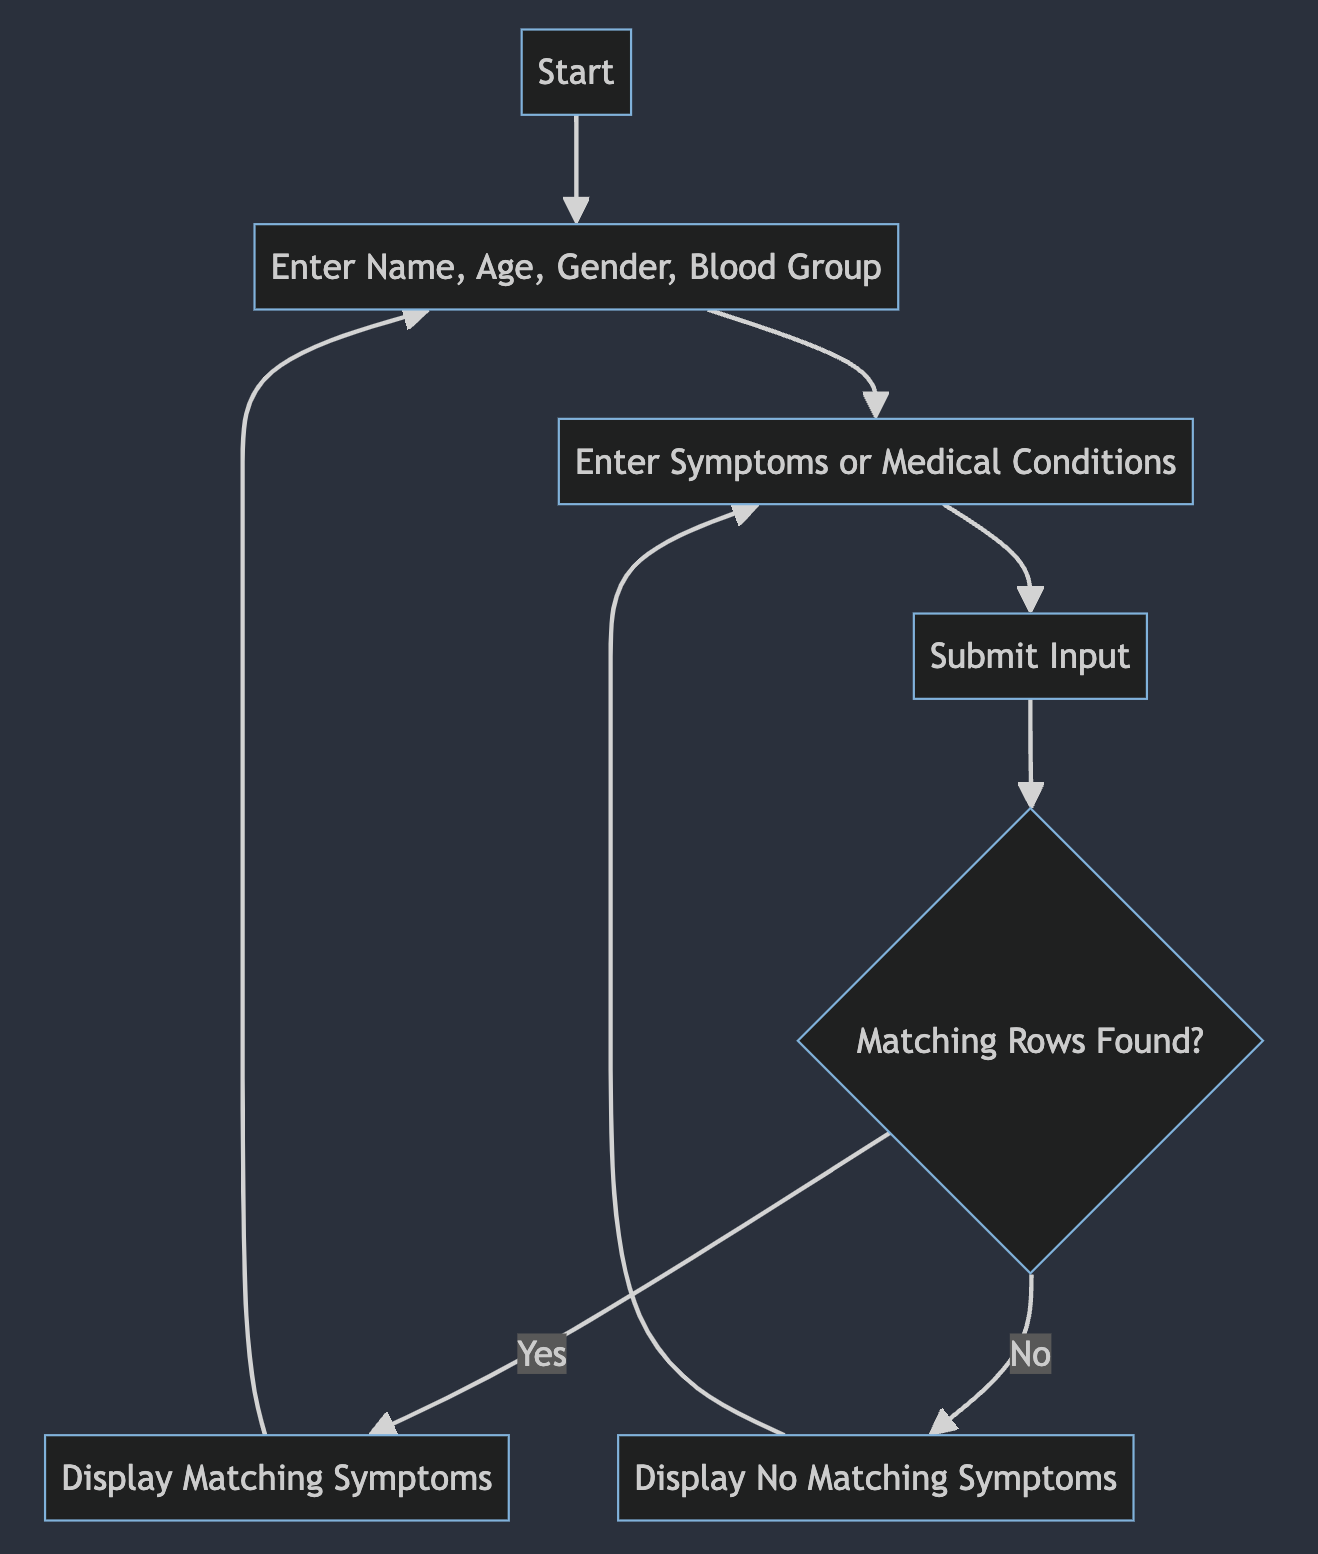 Start
Enter Name, Age, Gender, Blood Group
Enter Symptoms or Medical Conditions
Submit Input
Matching Rows Found?
Yes
No
Display Matching Symptoms
Display No Matching Symptoms